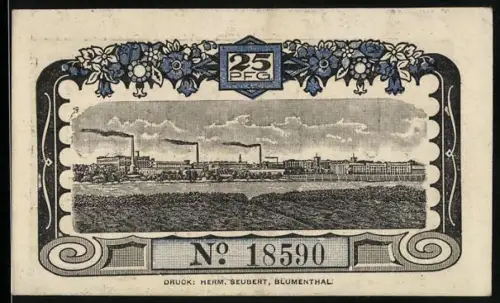 25
PFG
Nº 18590
DRUCK: HERM. SEUBERT, BLUMENTHAL.